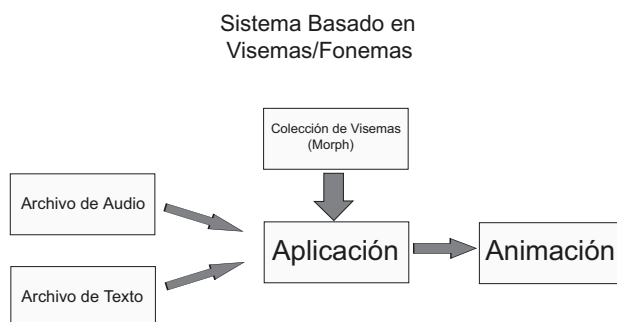 Sistema Basado en
Visemas/Fonemas
Colección de Visemas
(Morph)
Archivo de Audio
Aplicación
Animación
Archivo de Texto